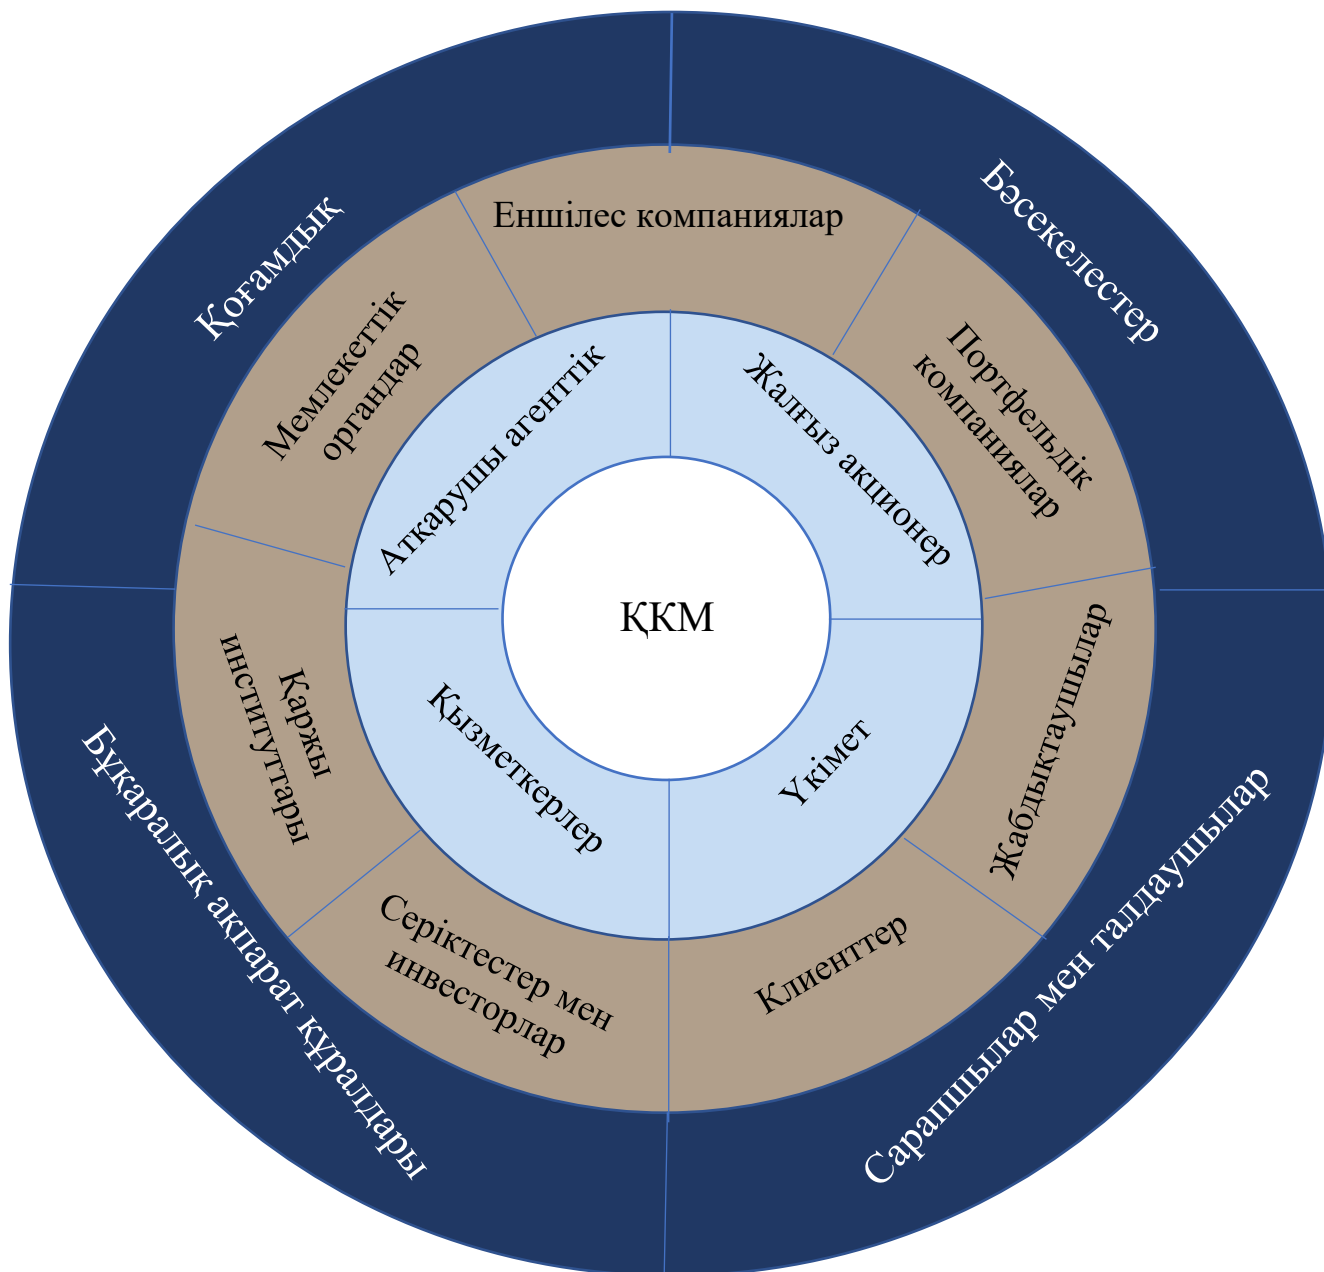 Қоғамдық
Бәсекелестер
Еншілес компаниялар
Мемлекеттік
органдар
Портфельдік
компаниялар
Атқарушы агенттік
Жалғыз акционер
ҚКМ
Қаржы
институттары
Жабдықтаушылар
Қызметкерлер
Үкімет
Бұқаралық ақпарат құралдары
Серіктестер мен
инвесторлар
Клиенттер
Сарапшылар мен талдаушылар